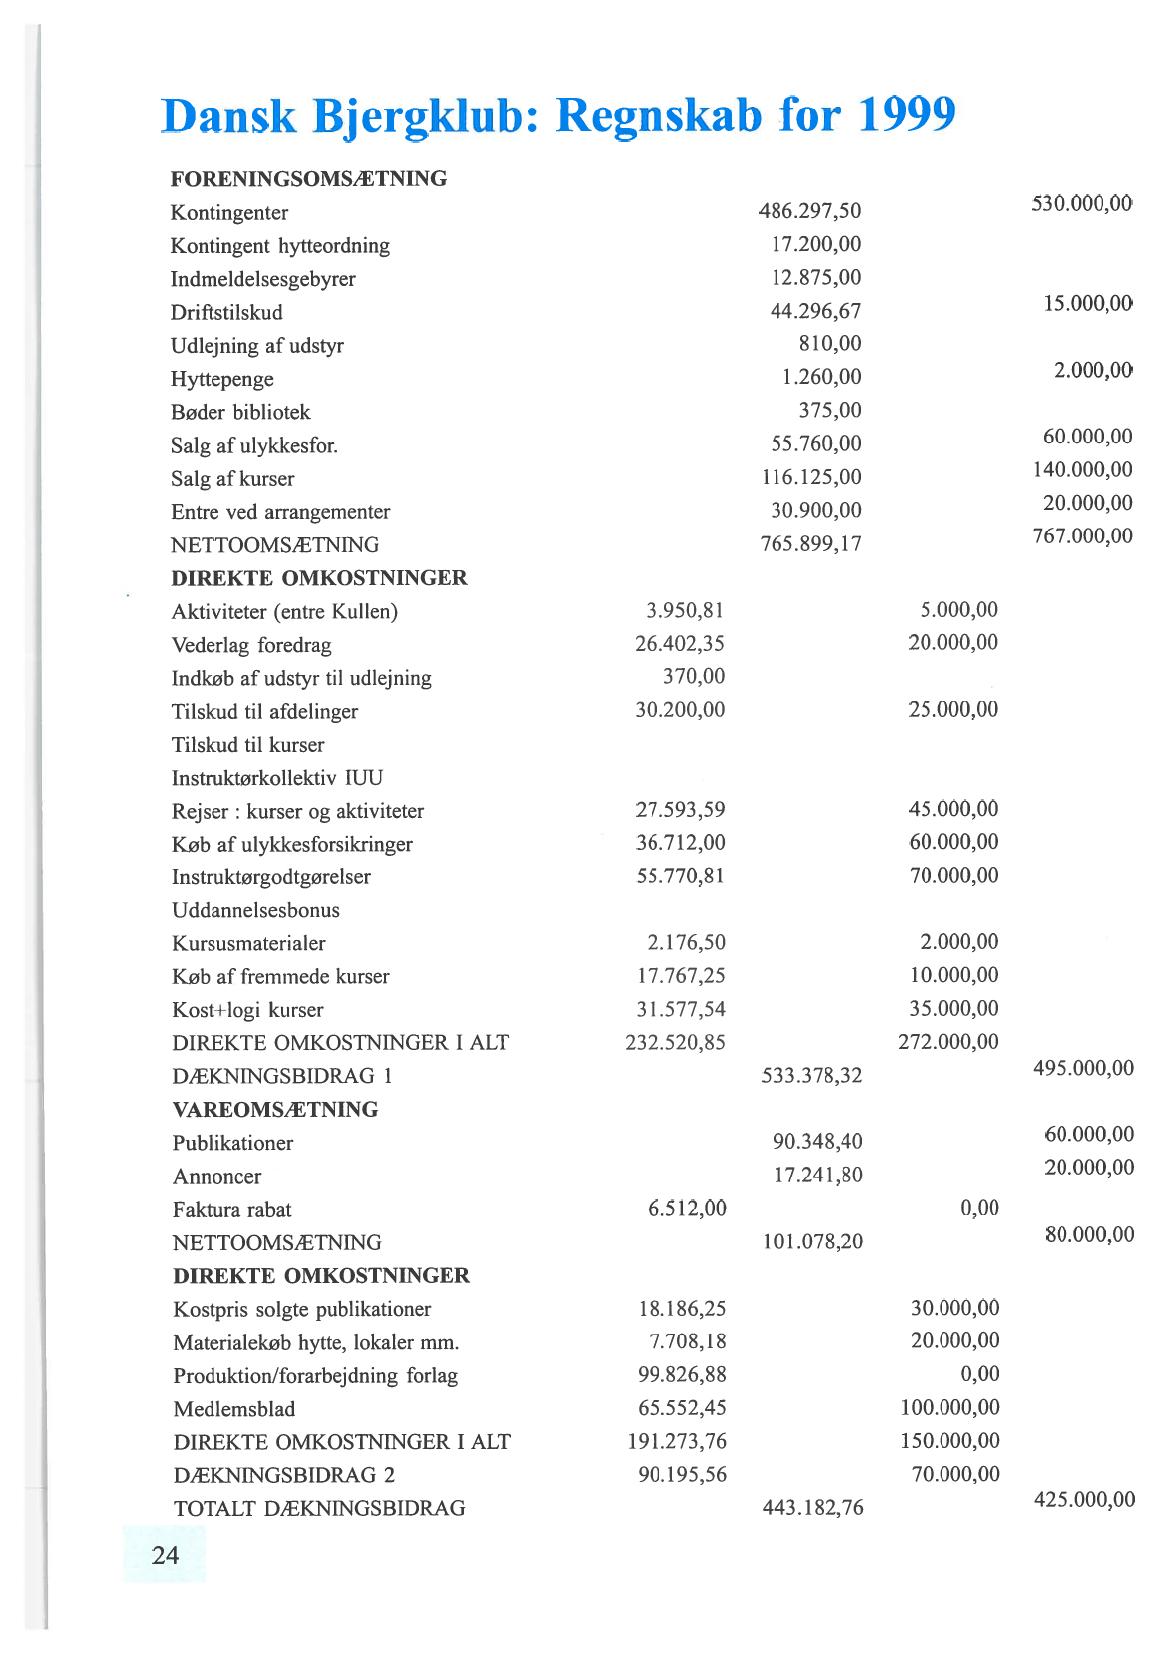 Dansk Bjergklub: Regnskab for 1999
FORENINGSOMSÆTNING
Kontingenter 486.297,50 530.000,00
Kontingent hytteordning 17.200,00
Indmeldelsesgebyrer 12.875,00
Driftstilskud 44.296,67 15.000,00
Udlejning af udstyr 810,00
Hyttepenge 1.260,00 2.000,00
Bøder bibliotek 375,00
Salg af ulykkesfor. 55.760,00 60.000,00
Salg af kurser 116.125,00 140.000,00
Entre ved arrangementer 30.900,00 20.000,00
NETTOOMSÆTNING 765.899,17 767.000,00
DIREKTE OMKOSTNINGER
Aktiviteter (entre Kullen) 3.950,81 5.000,00
Vederlag foredrag 26.402,35 20.000,00
Indkøb af udstyr til udlejning 370,00
Tilskud til afdelinger 30.200,00 25.000,00
Tilskud til kurser
Instruktørkollektiv IUU
Rejser : kurser og aktiviteter 27.593,59 45.000,00
Køb af ulykkesforsikringer 36.712,00 60.000,00
Instruktørgodtgørelser 55.770,81 70.000,00
Uddannelsesbonus
Kursusmaterialer 2.176,50 2.000,00
Køb af fremmede kurser 17.767,25 10.000,00
Kost+logi kurser 31.577,54 35.000,00
DIREKTE OMKOSTNINGER I ALT 232.520,85 272.000,00
DÆKNINGSBIDRAG 1 533.378,32 495.000,00
VAREOMSÆTNING
Publikationer 90.348,40 60.000,00
Annoncer 17.241,80 20.000,00
Faktura rabat 6.512,00 0,00
NETTOOMSÆTNING 101.078,20 80.000,00
DIREKTE OMKOSTNINGER
Kostpris solgte publikationer 18.186,25 30.000,00
Materialekøb hytte, lokaler mm. 7.708,18 20.000,00
Produktion/forarbejdning forlag 99.826,88 0,00
Medlemsblad 65.552,45 100.000,00
DIREKTE OMKOSTNINGER I ALT 191.273,76 150.000,00
DÆKNINGSBIDRAG 2 90.195,56 70.000,00
TOTALT DÆKNINGSBIDRAG 443.182,76 425.000,00
24